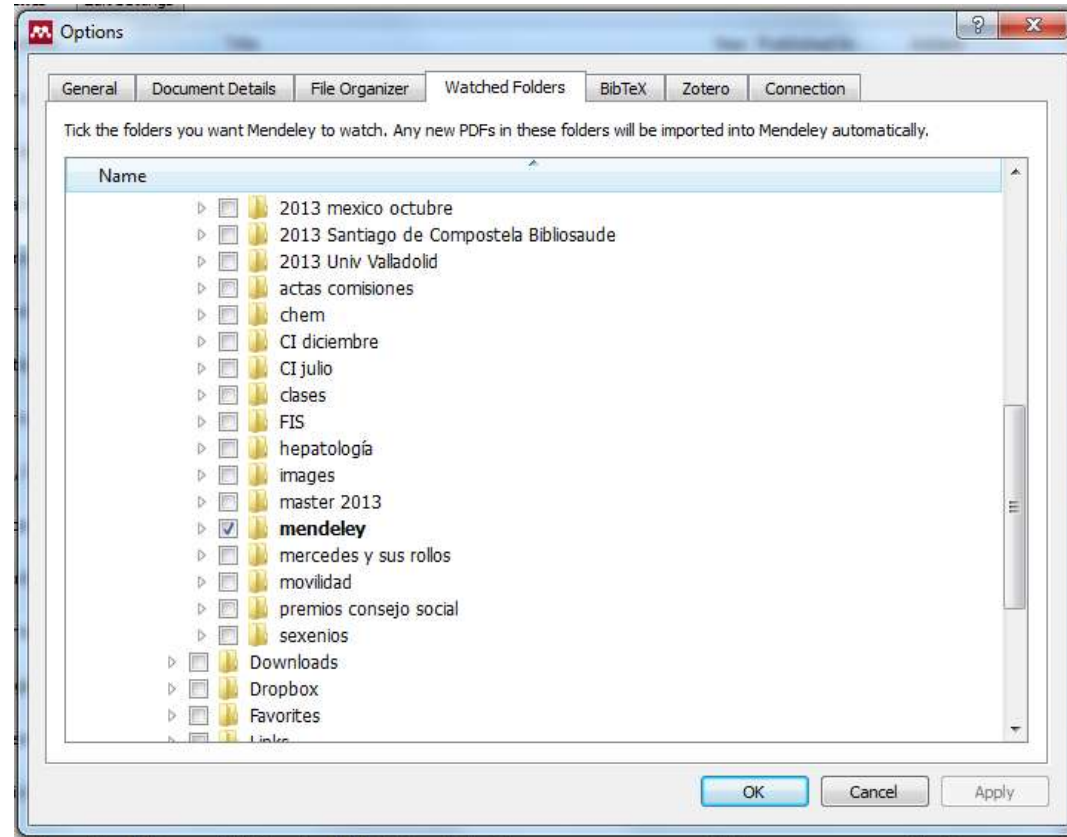 Options
General Document Details File Organizer Watched Folders BibTeX Zotero Connection
Tick the folders you want Mendeley to watch. Any new PDFs in these folders will be imported into Mendeley automatically.
Name
2013 mexico octubre
2013 Santiago de Compostela Bibliosaude
2013 Univ Valladolid
actas comisiones
chem
CI diciembre
CI julio
clases
FIS
hepatología
images
master 2013
mendeley
mercedes y sus rollos
movilidad
premios consejo social
sexenios
Downloads
Dropbox
Favorites
Links
OK Cancel Apply